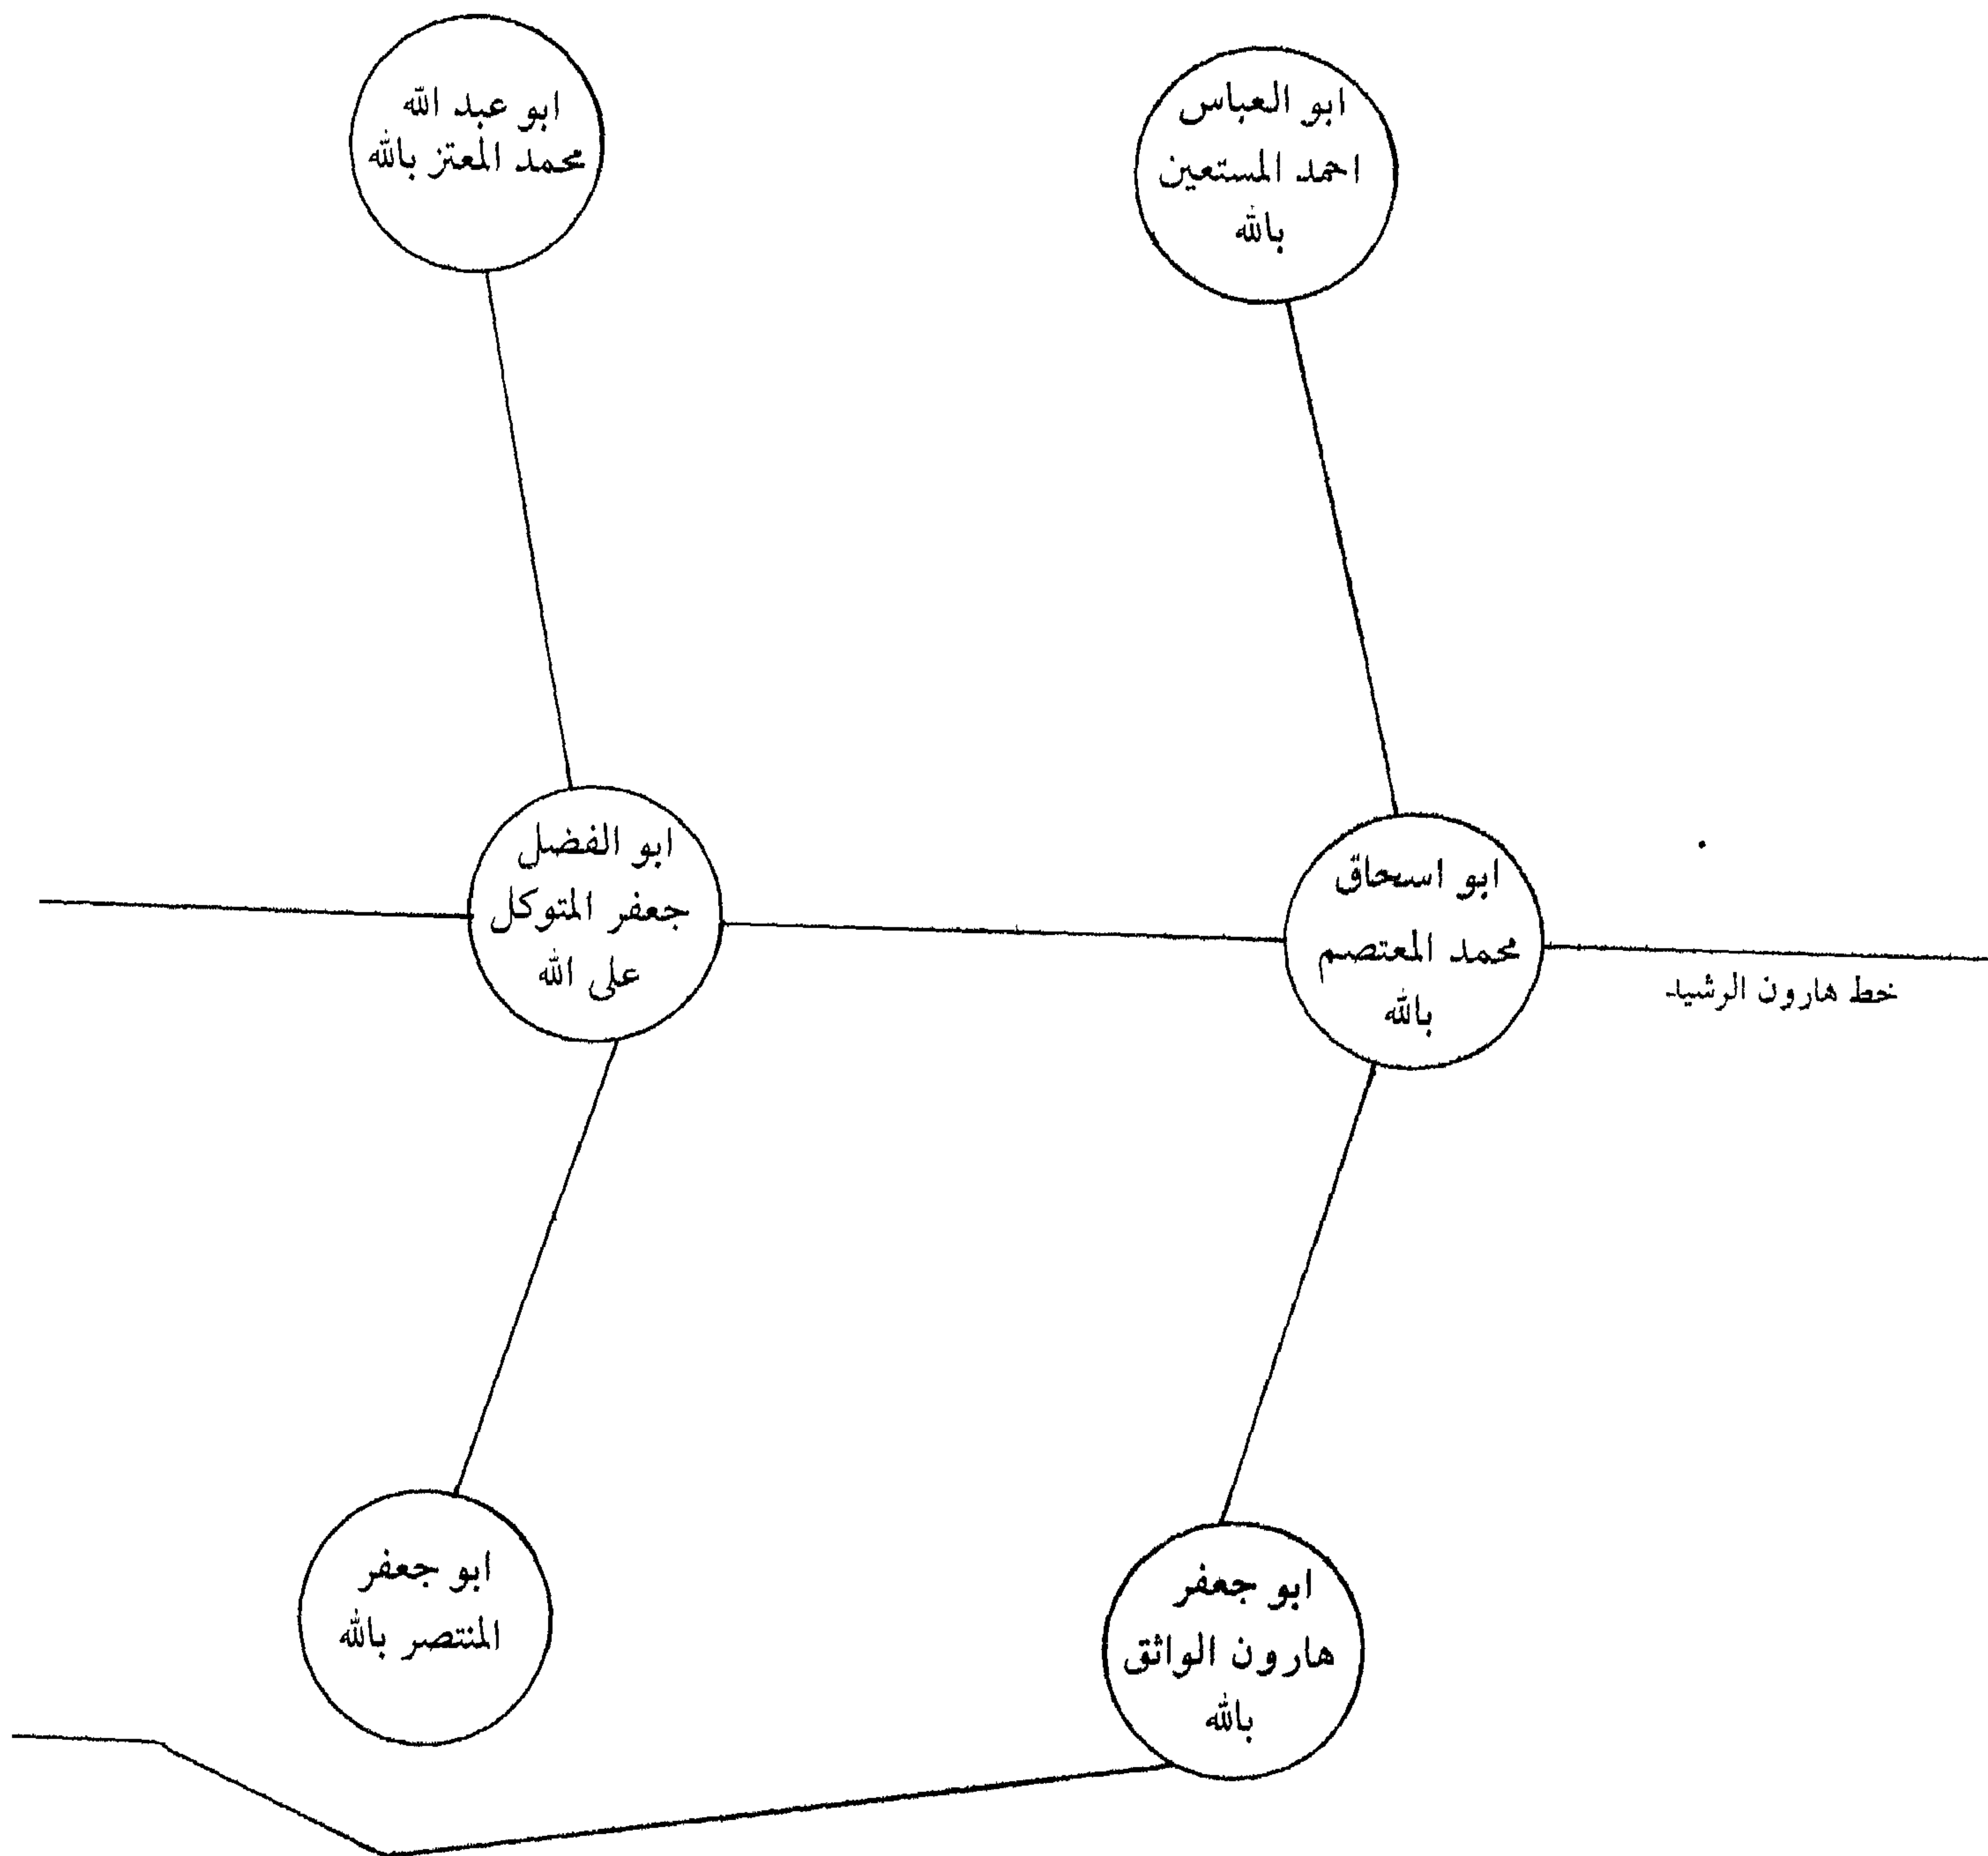 ابو العباس
احمد المستعين
بالله
ابو عبد الله
محمد المعتز بالله
خط هارون الرشيد
ابو اسحاق
محمد المعتصم
بالله
ابو الفضل
جعفر المتوكل
على الله
ابو جعفر
هارون الواثق
بالله
ابو جعفر
المنتصر بالله